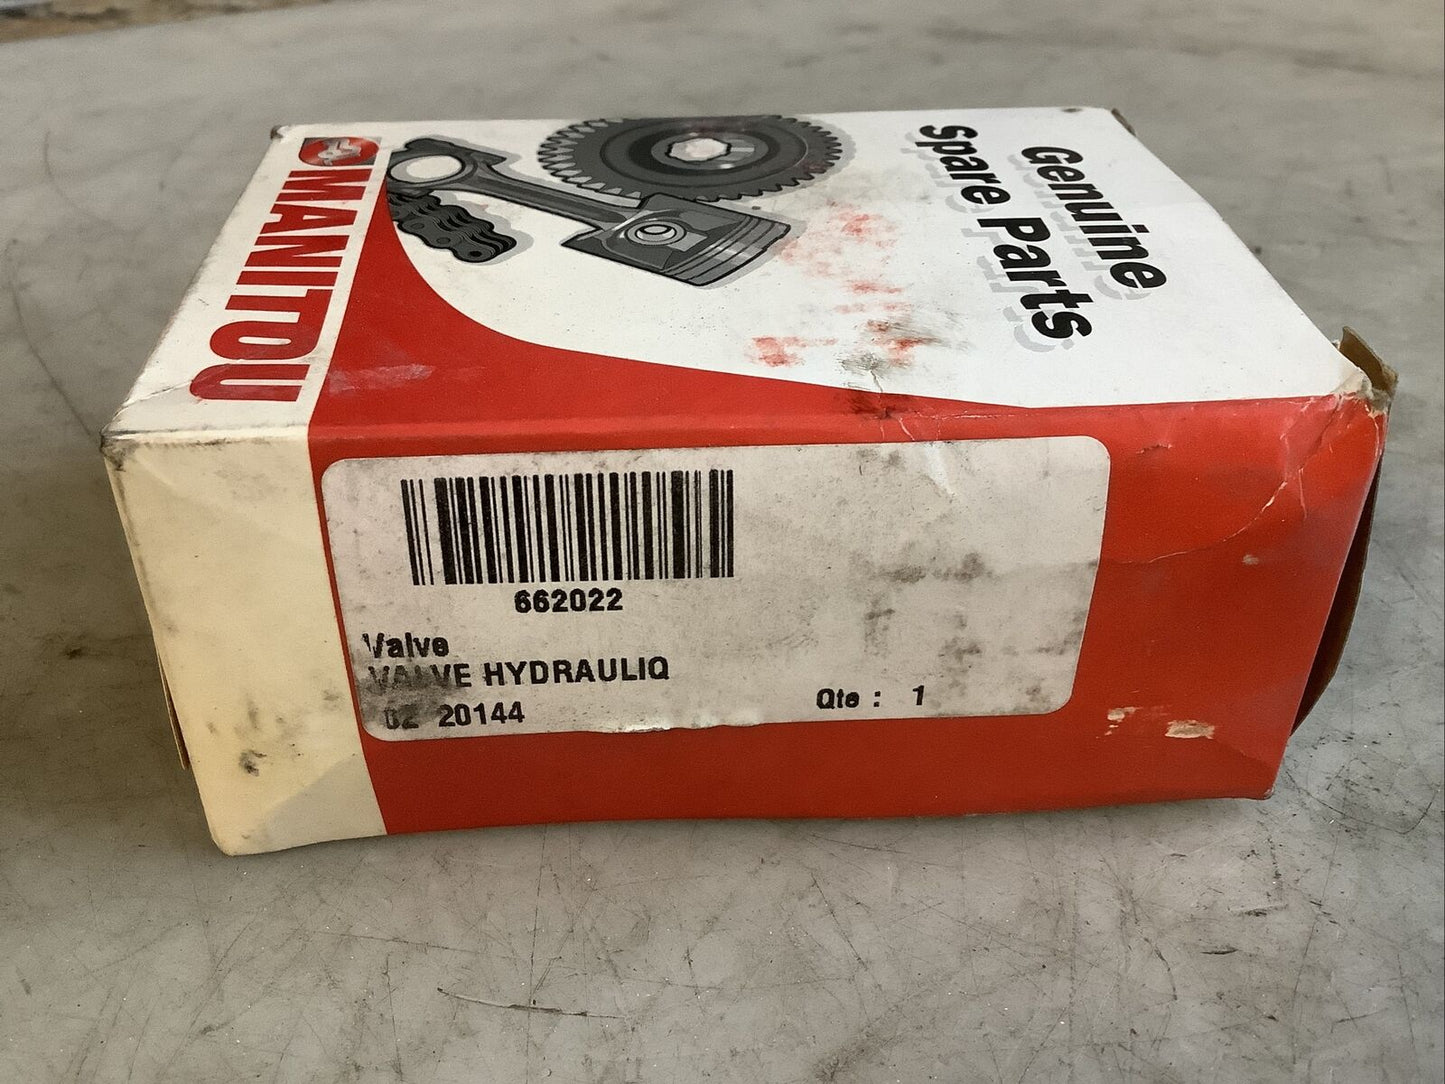 MANITOU
Genuine
Spare Parts
662022
Valve
VALVE HYDRAULIQ
02 20144
Qte : 1